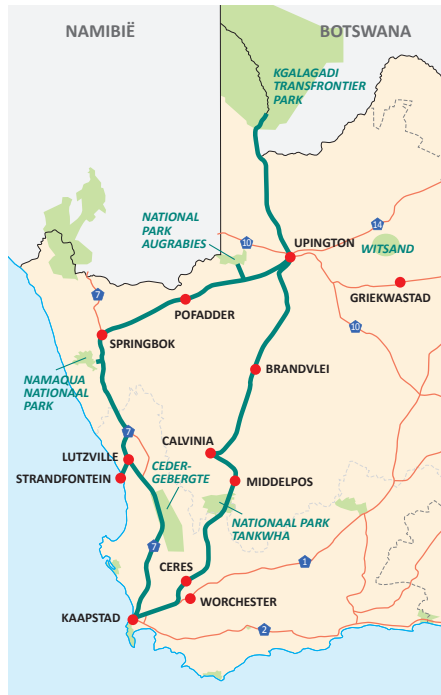 NAMIBIË
BOTSWANA
KGALAGADI
TRANSFRONTIER
PARK
NATIONAL
PARK
AUGRABIES
14
10
UPINGTON
WITSAND
7
GRIEKWASTAD
POFADDER
10
SPRINGBOK
NAMAQUA
NATIONAAL
PARK
BRANDVLEI
7
CALVINIA
LUTZVILLE
CEDER-
GEBERGTE
STRANDFONTEIN
MIDDELPOS
NATIONAAL PARK
TANKWHA
7
CERES
1
WORCHESTER
KAAPSTAD
2